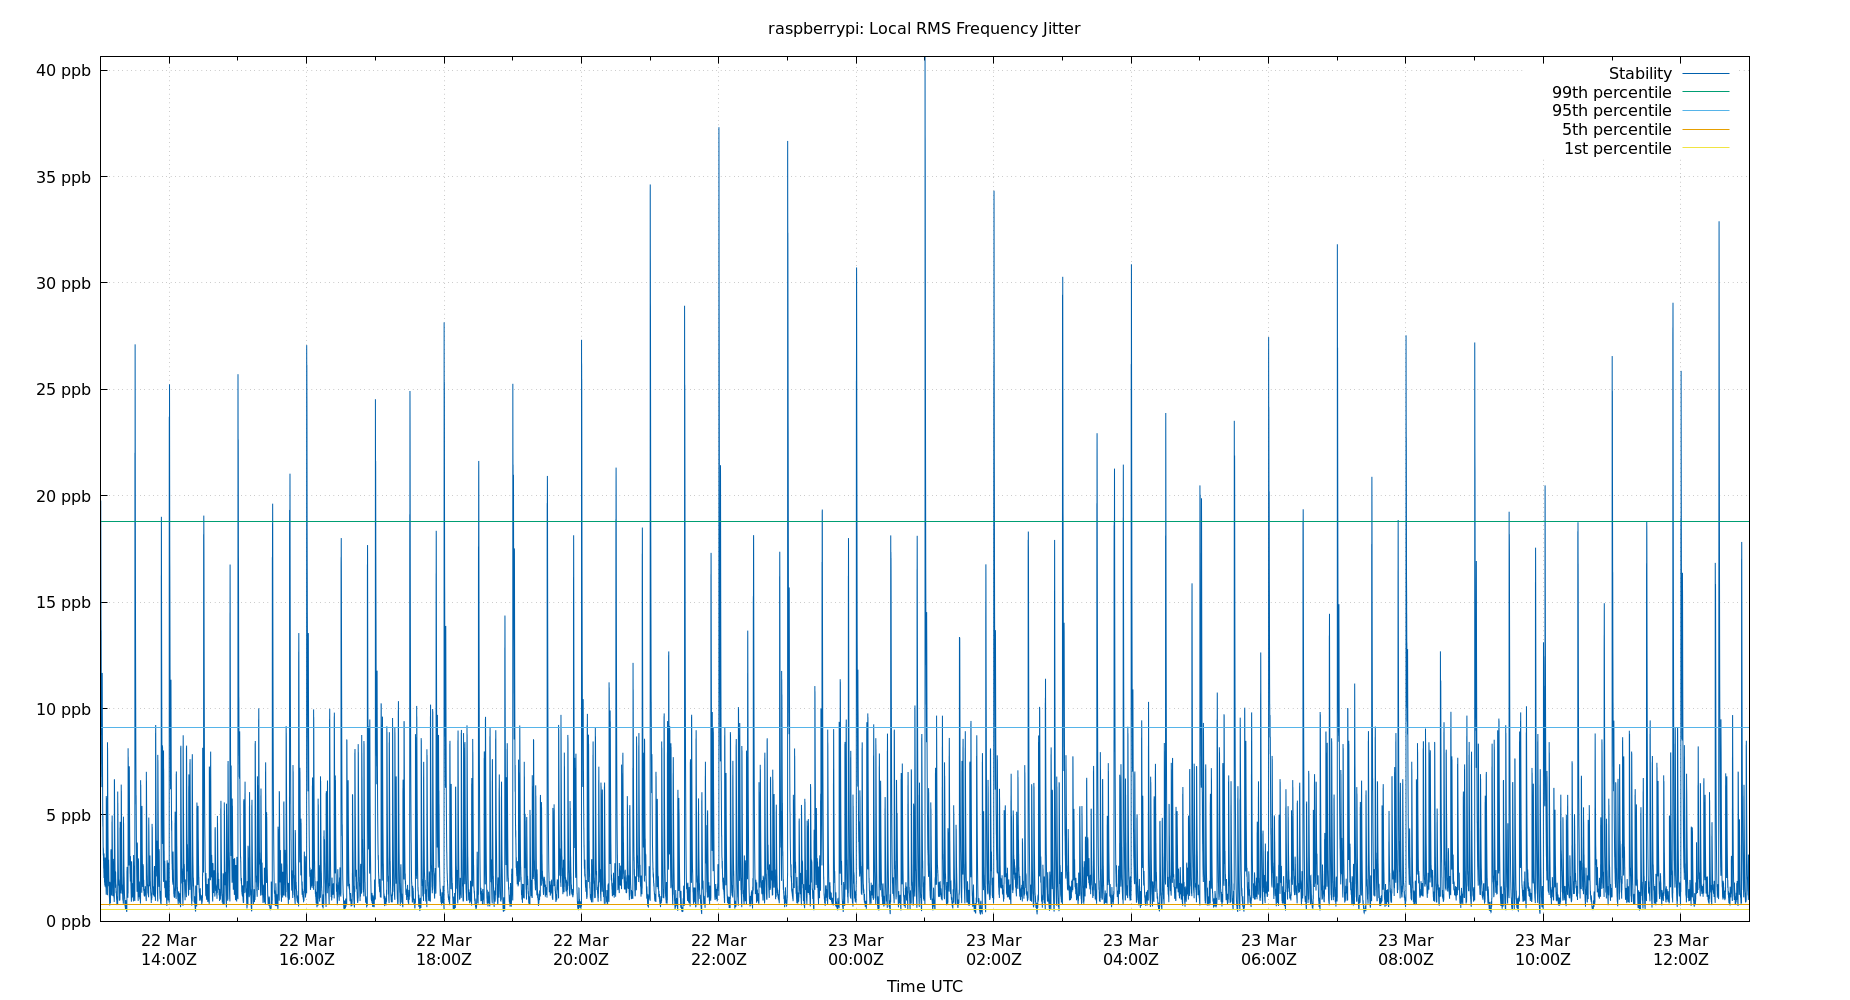 raspberrypi: Local RMS Frequency Jitter
40 ppb
35 ppb
30 ppb
25 ppb
20 ppb
15 ppb
10 ppb
5 ppb
0 ppb
Stability
99th percentile
95th percentile
5th percentile
1st percentile
22 Mar 22 Mar 22 Mar 22 Mar 22 Mar 23 Mar 23 Mar 23 Mar 23 Mar 23 Mar 23 Mar 23 Mar
14:00Z 16:00Z 18:00Z 20:00Z 22:00Z 00:00Z 02:00Z 04:00Z 06:00Z 08:00Z 10:00Z 12:00Z
Time UTC